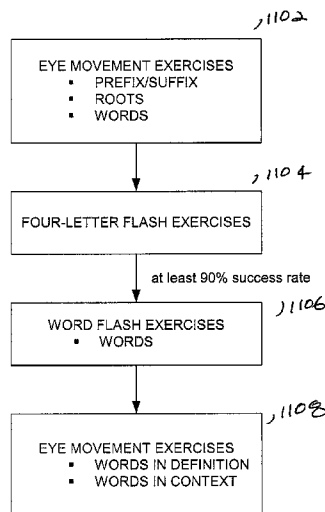 1102
EYE MOVEMENT EXERCISES
▪ PREFIX/SUFFIX
▪ ROOTS
▪ WORDS
1104
FOUR-LETTER FLASH EXERCISES
at least 90% success rate
1106
WORD FLASH EXERCISES
▪ WORDS
1108
EYE MOVEMENT EXERCISES
▪ WORDS IN DEFINITION
▪ WORDS IN CONTEXT